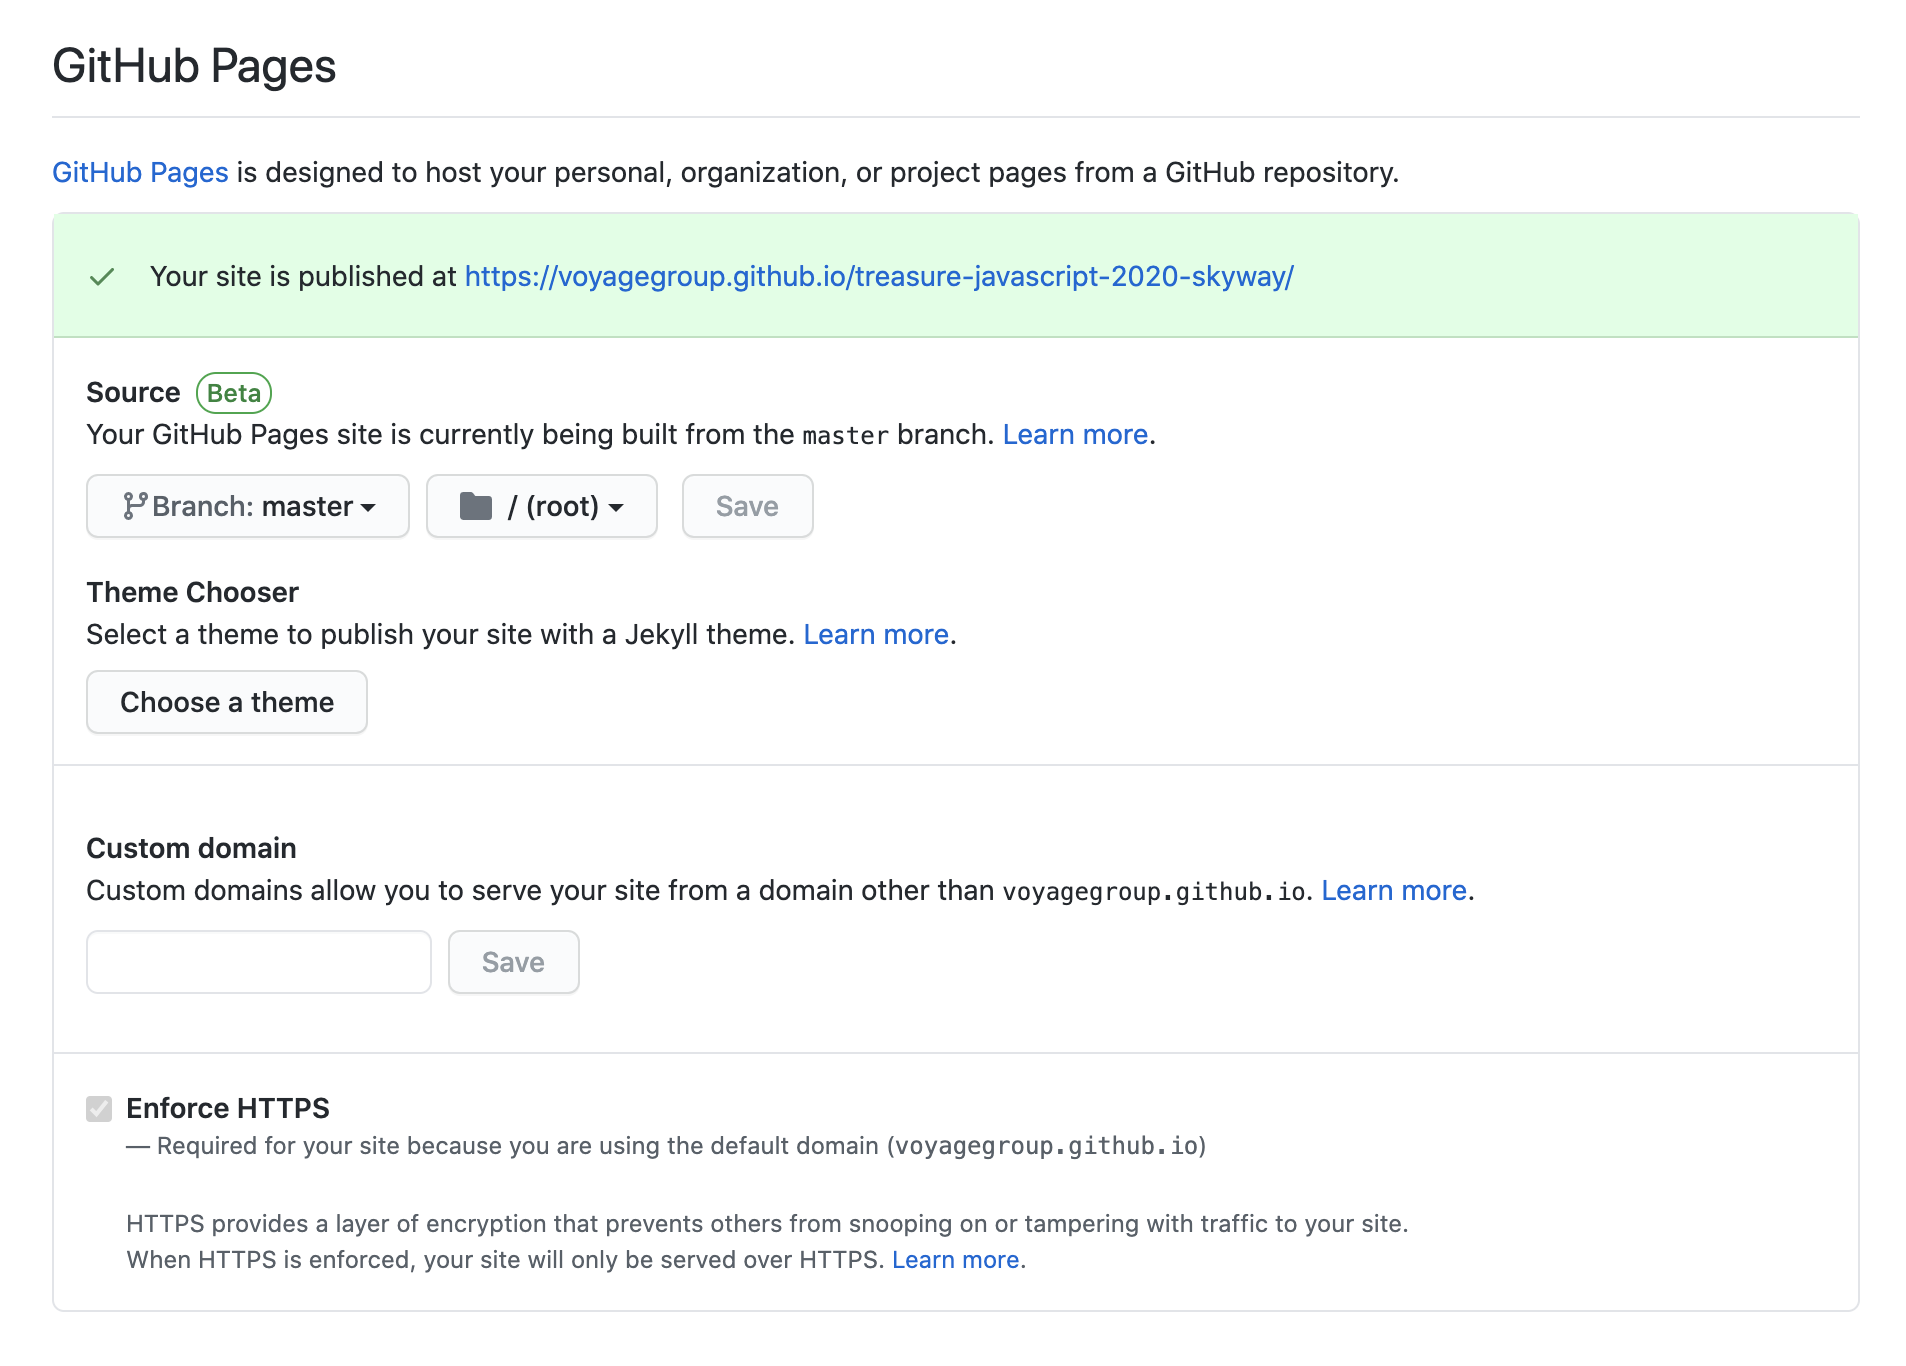 GitHub Pages
GitHub Pages is designed to host your personal, organization, or project pages from a GitHub repository.
Your site is published at https://voyagegroup.github.io/treasure-javascript-2020-skyway/
Source Beta
Your GitHub Pages site is currently being built from the master branch. Learn more.
Branch: master / (root) Save
Theme Chooser
Select a theme to publish your site with a Jekyll theme. Learn more.
Choose a theme
Custom domain
Custom domains allow you to serve your site from a domain other than voyagegroup.github.io. Learn more.
Save
Enforce HTTPS
— Required for your site because you are using the default domain (voyagegroup.github.io)
HTTPS provides a layer of encryption that prevents others from snooping on or tampering with traffic to your site.
When HTTPS is enforced, your site will only be served over HTTPS. Learn more.